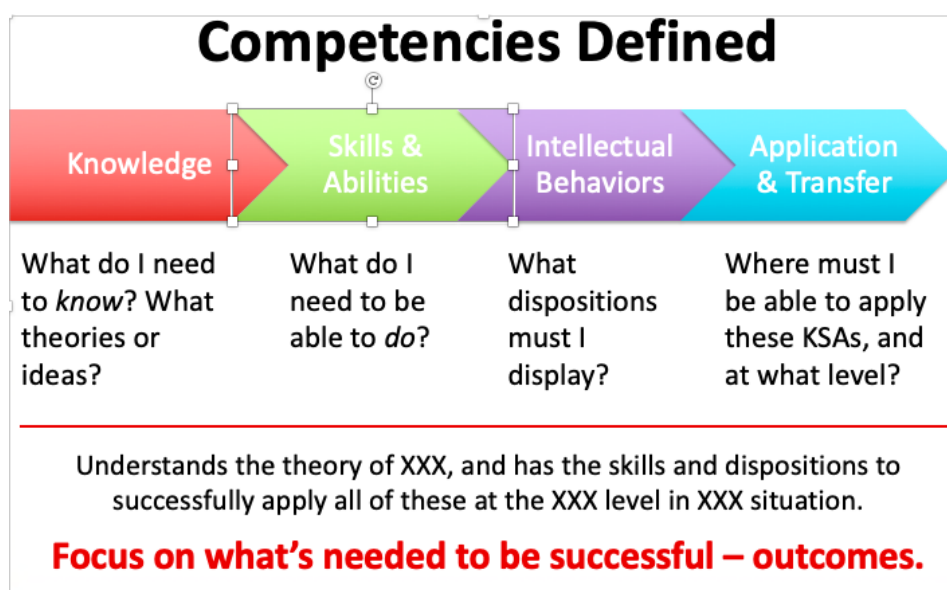 Competencies Defined
Knowledge
Skills &
Abilities
Intellectual
Behaviors
Application
& Transfer
What do I need
to know? What
theories or
ideas?
What do I
need to be
able to do?
What
dispositions
must I
display?
Where must I
be able to apply
these KSAs, and
at what level?
Understands the theory of XXX, and has the skills and dispositions to
successfully apply all of these at the XXX level in XXX situation.
Focus on what’s needed to be successful – outcomes.